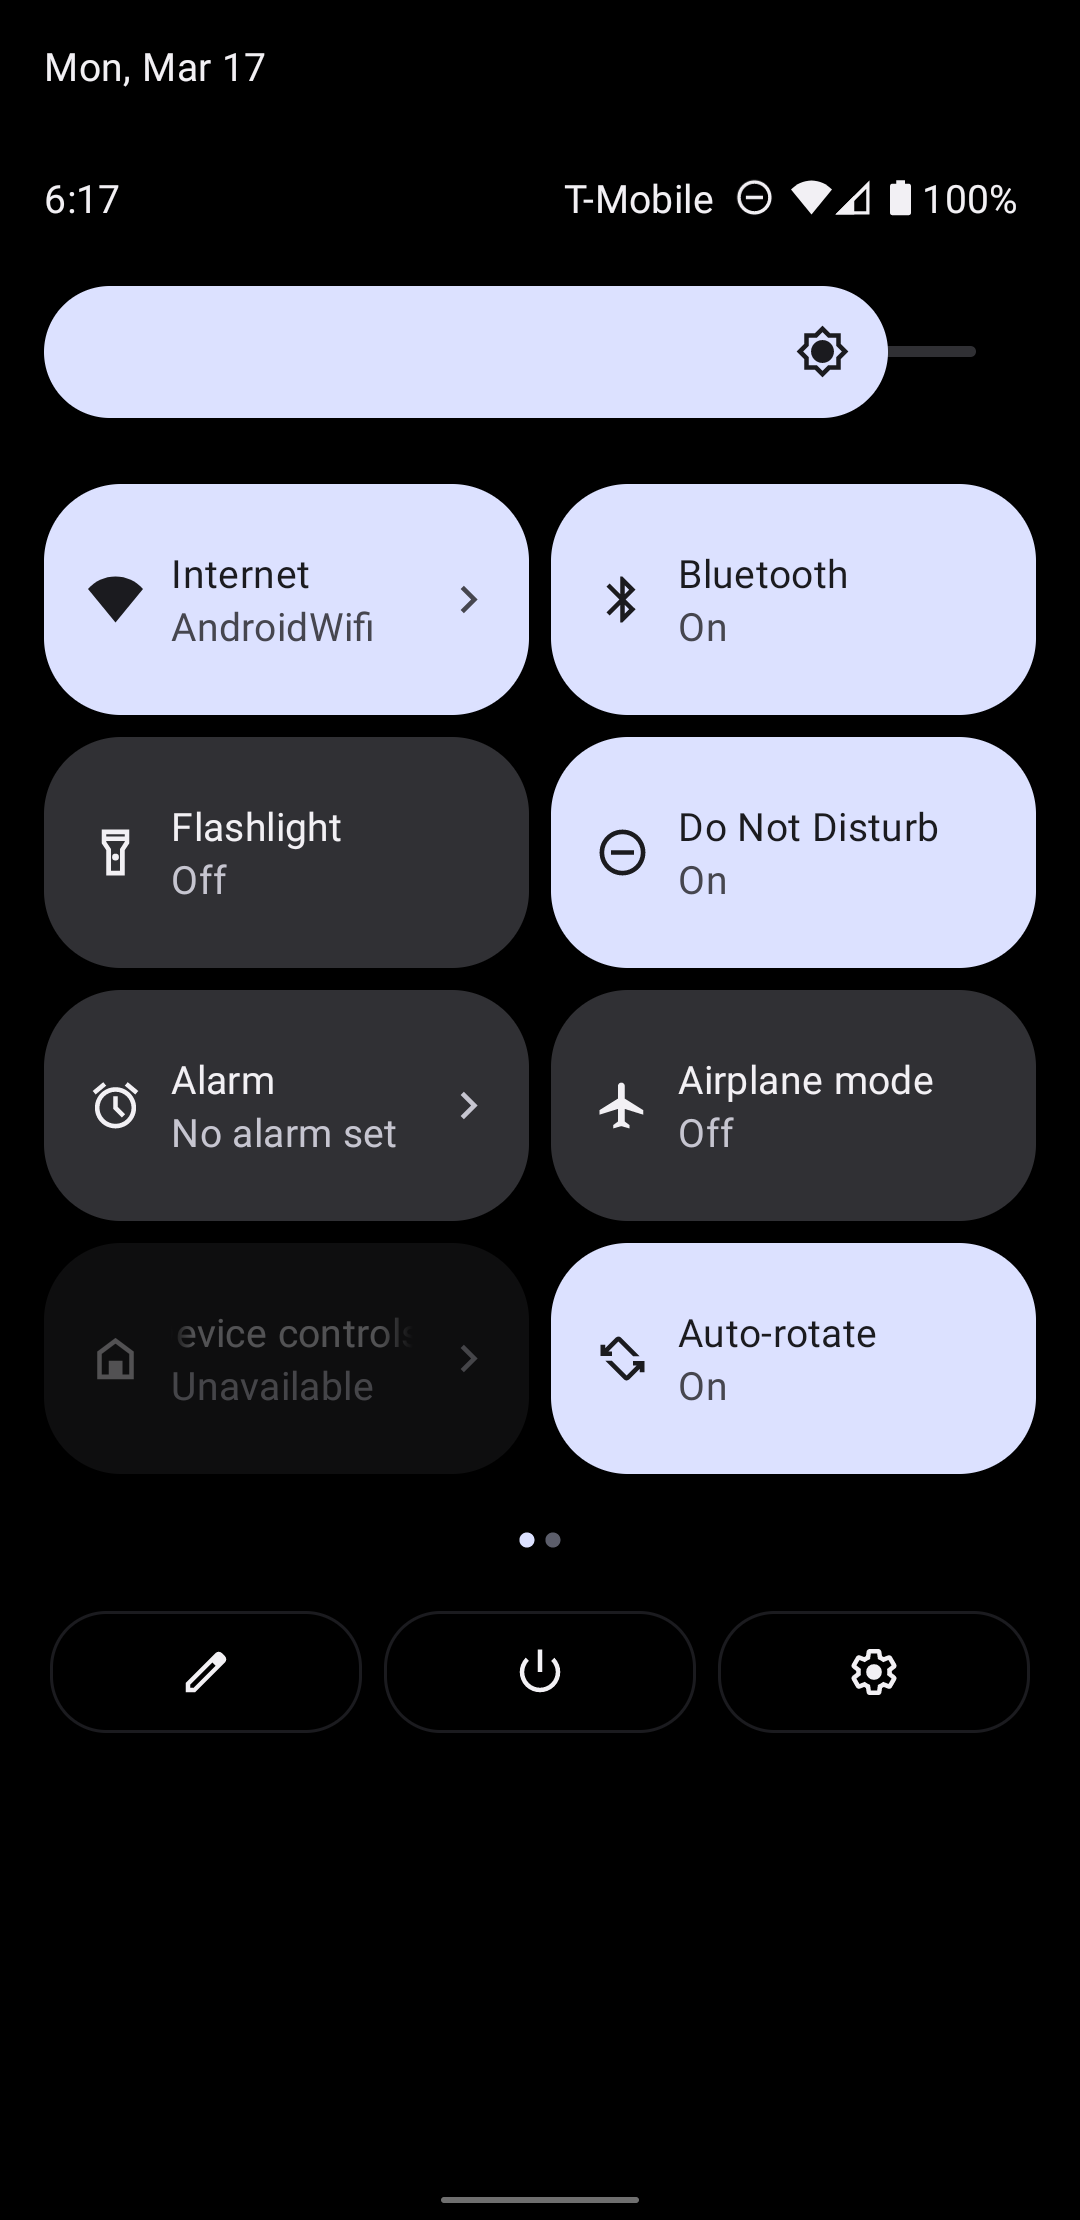 Mon, Mar 17
6:17
T-Mobile 100%
Internet
AndroidWifi
Bluetooth
On
Flashlight
Off
Do Not Disturb
On
Alarm
No alarm set
Airplane mode
Off
evice controls
Unavailable
Auto-rotate
On